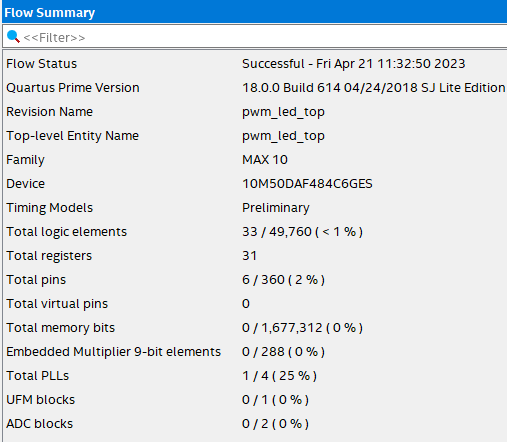 Flow Summary
<<Filter>>
Flow Status Successful - Fri Apr 21 11:32:50 2023
Quartus Prime Version 18.0.0 Build 614 04/24/2018 SJ Lite Edition
Revision Name pwm_led_top
Top-level Entity Name pwm_led_top
Family MAX 10
Device 10M50DAF484C6GES
Timing Models Preliminary
Total logic elements 33 / 49,760 ( < 1 % )
Total registers 31
Total pins 6 / 360 ( 2 % )
Total virtual pins 0
Total memory bits 0 / 1,677,312 ( 0 % )
Embedded Multiplier 9-bit elements 0 / 288 ( 0 % )
Total PLLs 1 / 4 ( 25 % )
UFM blocks 0 / 1 ( 0 % )
ADC blocks 0 / 2 ( 0 % )